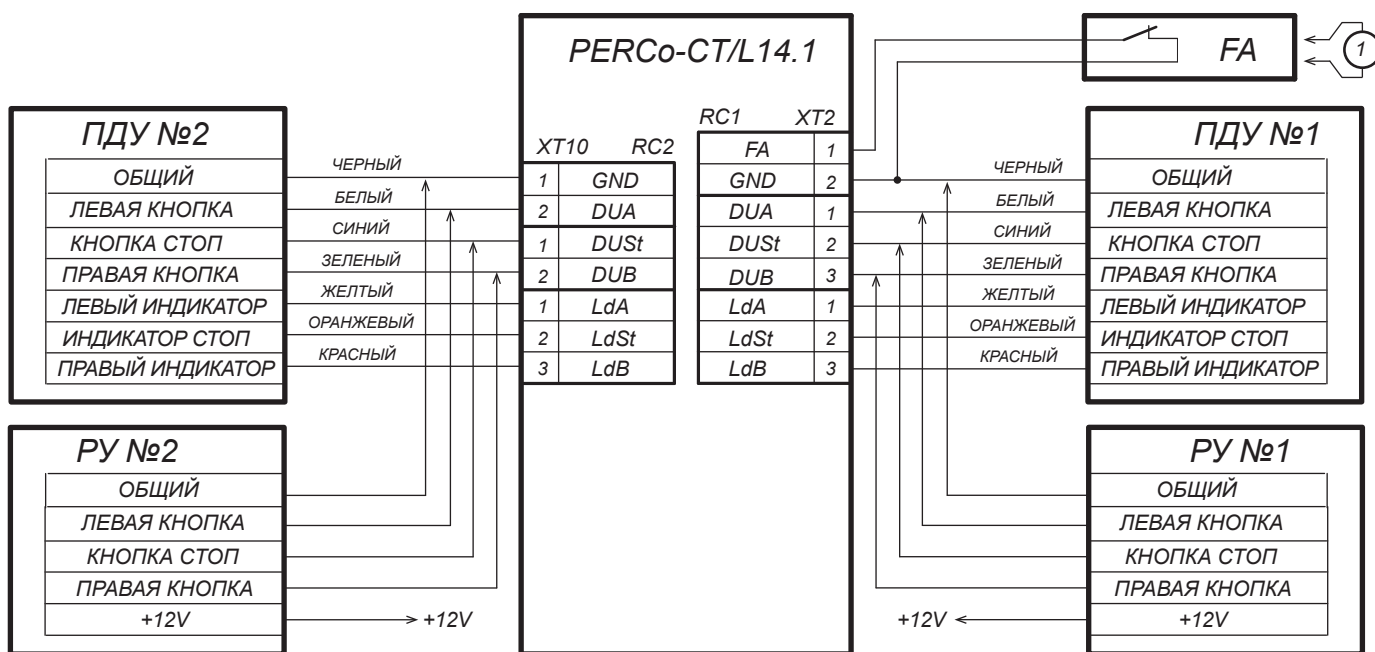 PERCo-CT/L14.1
FA
1
RC1 XT2
FA 1
GND 2
DUA 1
DUSt 2
DUB 3
LdA 1
LdSt 2
LdB 3
XT10 RC2
1 GND
2 DUA
1 DUSt
2 DUB
1 LdA
2 LdSt
3 LdB
ПДУ №2
ОБЩИЙ
ЛЕВАЯ КНОПКА
КНОПКА СТОП
ПРАВАЯ КНОПКА
ЛЕВЫЙ ИНДИКАТОР
ИНДИКАТОР СТОП
ПРАВЫЙ ИНДИКАТОР
ЧЕРНЫЙ
БЕЛЫЙ
СИНИЙ
ЗЕЛЕНЫЙ
ЖЕЛТЫЙ
ОРАНЖЕВЫЙ
КРАСНЫЙ
ЧЕРНЫЙ
БЕЛЫЙ
СИНИЙ
ЗЕЛЕНЫЙ
ЖЕЛТЫЙ
ОРАНЖЕВЫЙ
КРАСНЫЙ
ПДУ №1
ОБЩИЙ
ЛЕВАЯ КНОПКА
КНОПКА СТОП
ПРАВАЯ КНОПКА
ЛЕВЫЙ ИНДИКАТОР
ИНДИКАТОР СТОП
ПРАВЫЙ ИНДИКАТОР
РУ №2
ОБЩИЙ
ЛЕВАЯ КНОПКА
КНОПКА СТОП
ПРАВАЯ КНОПКА
+12V
+12V
+12V
РУ №1
ОБЩИЙ
ЛЕВАЯ КНОПКА
КНОПКА СТОП
ПРАВАЯ КНОПКА
+12V